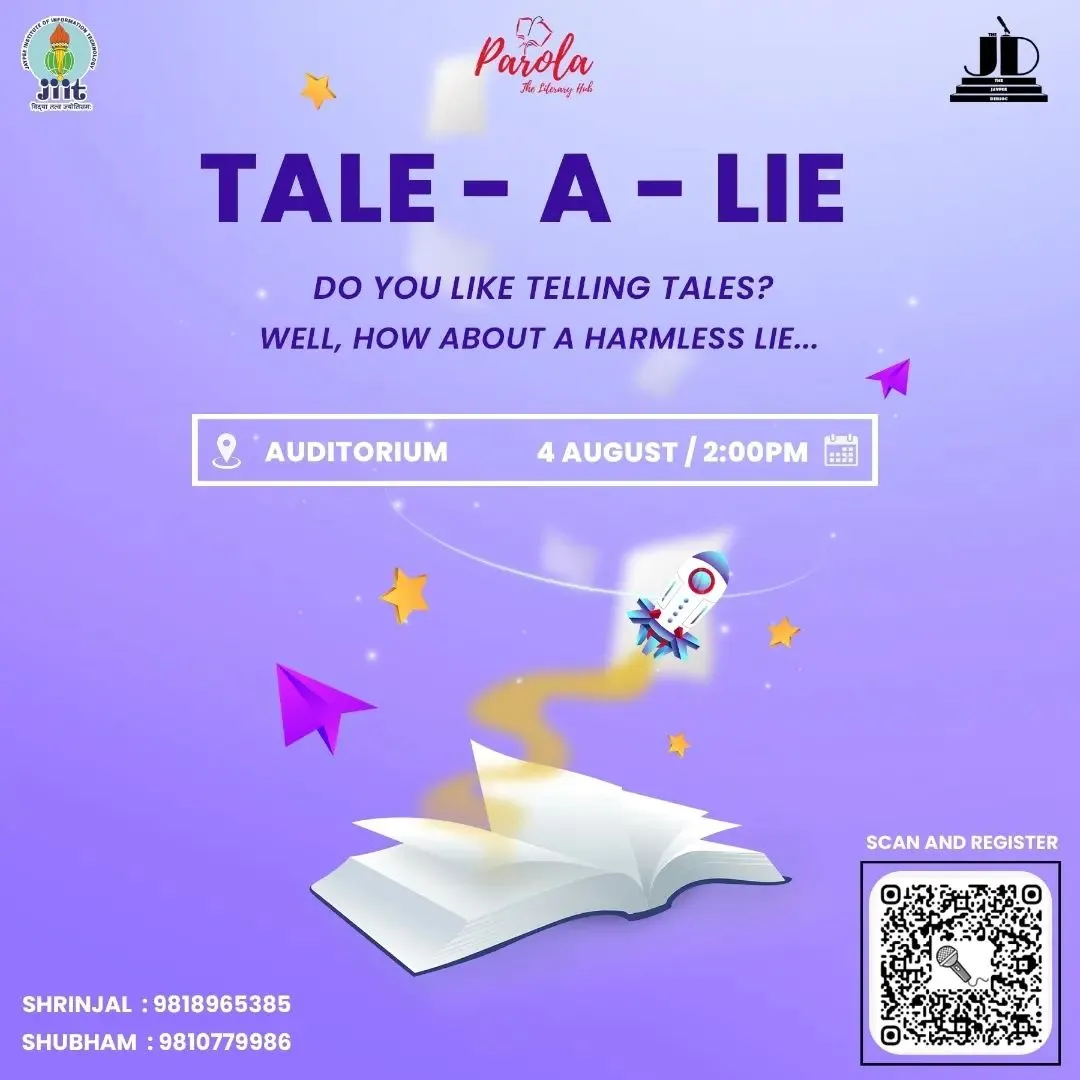 JAYPEE INSTITUTE OF INFORMATION TECHNOLOGY
jiit
विद्या तत्व ज्योतिसमः
Parola
The Literary Hub
THE
JD
THE
JAYPEE
DEBSOC
TALE - A - LIE
DO YOU LIKE TELLING TALES?
WELL, HOW ABOUT A HARMLESS LIE...
AUDITORIUM
4 AUGUST / 2:00PM
SCAN AND REGISTER
SHRINJAL : 9818965385
SHUBHAM : 9810779986